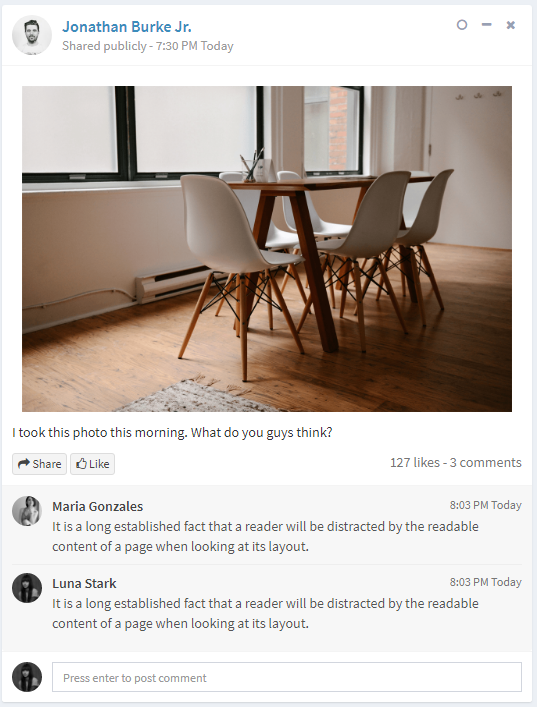 Jonathan Burke Jr.
Shared publicly - 7:30 PM Today
I took this photo this morning. What do you guys think?
Share Like 127 likes - 3 comments
Maria Gonzales 8:03 PM Today
It is a long established fact that a reader will be distracted by the readable
content of a page when looking at its layout.
Luna Stark 8:03 PM Today
It is a long established fact that a reader will be distracted by the readable
content of a page when looking at its layout.
Press enter to post comment